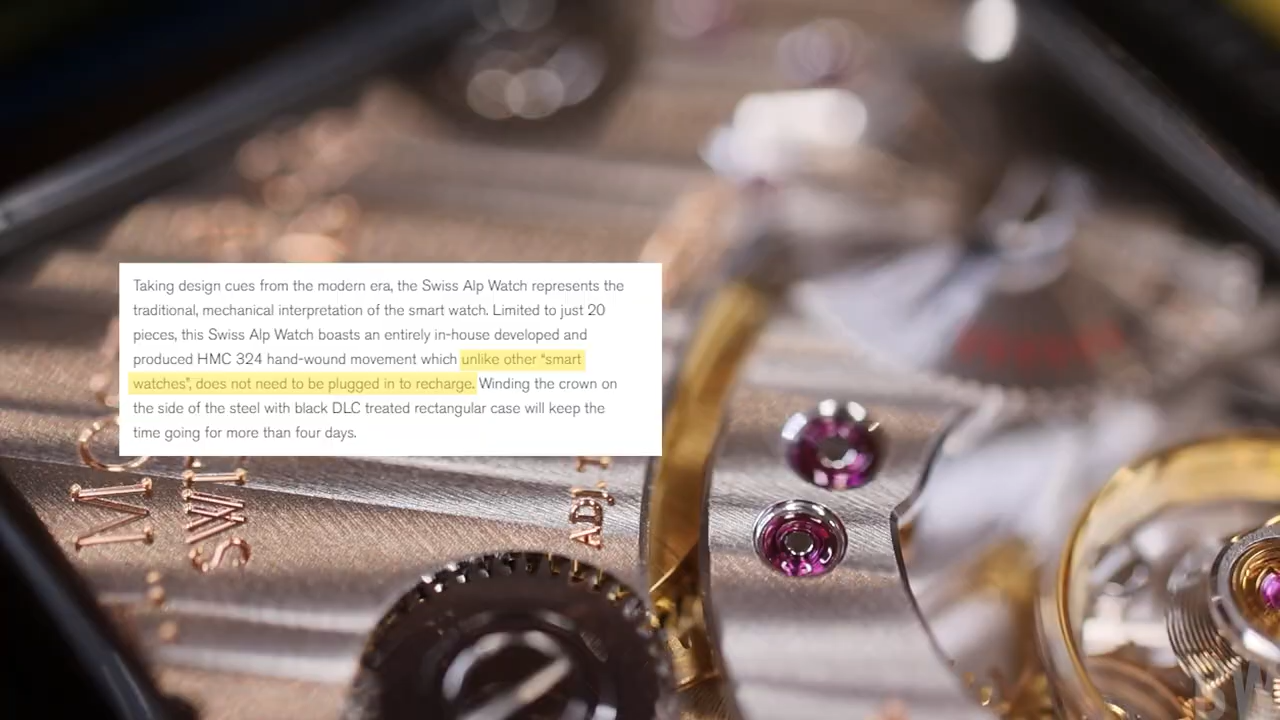 Taking design cues from the modern era, the Swiss Alp Watch represents the
traditional, mechanical interpretation of the smart watch. Limited to just 20
pieces, this Swiss Alp Watch boasts an entirely in-house developed and
produced HMC 324 hand-wound movement which unlike other “smart
watches”, does not need to be plugged in to recharge. Winding the crown on
the side of the steel with black DLC treated rectangular case will keep the
time going for more than four days.
SW